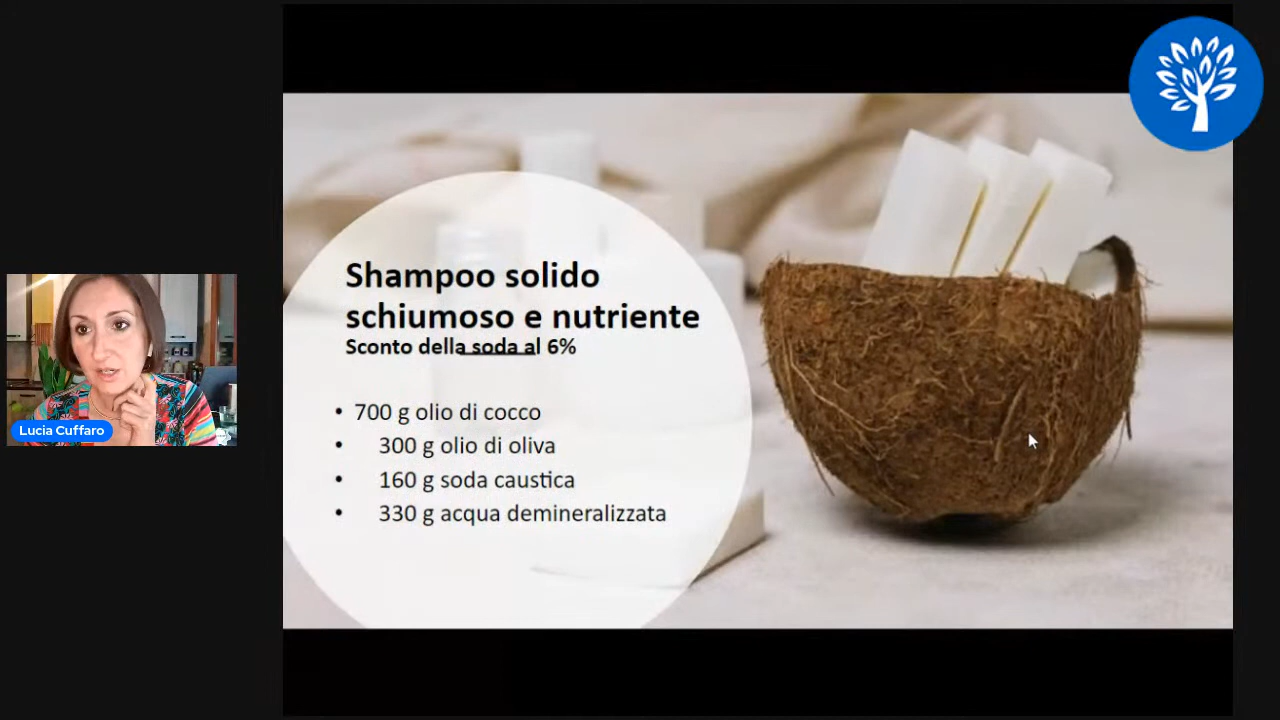 Shampoo solido
schiumoso e nutriente
Sconto della soda al 6%
• 700 g olio di cocco
• 300 g olio di oliva
• 160 g soda caustica
• 330 g acqua demineralizzata
Lucia Cuffaro